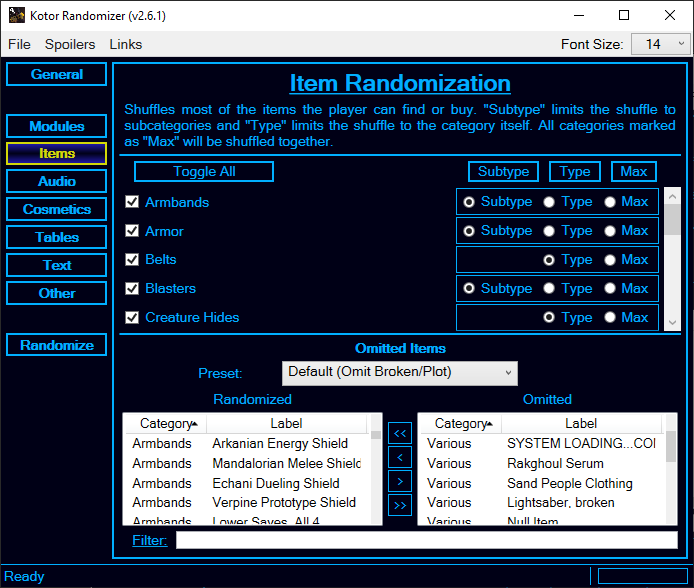 Kotor Randomizer (v2.6.1)
File Spoilers Links Font Size: 14
General
Modules
Items
Audio
Cosmetics
Tables
Text
Other
Randomize
Item Randomization
Shuffles most of the items the player can find or buy. "Subtype" limits the shuffle to
subcategories and "Type" limits the shuffle to the category itself. All categories marked
as "Max" will be shuffled together.
Toggle All Subtype Type Max
Armbands Subtype Type Max
Armor Subtype Type Max
Belts Type Max
Blasters Subtype Type Max
Creature Hides Type Max
Omitted Items
Preset: Default (Omit Broken/Plot)
Randomized Omitted
Category Label << Category Label
Armbands Arkanian Energy Shield Various SYSTEM LOADING...COI
Armbands Mandalorian Melee Shield < Various Rakghoul Serum
Armbands Echani Dueling Shield > Various Sand People Clothing
Armbands Verpine Prototype Shield >> Various Lightsaber, broken
Armbands Lower Saves, All 4 Various Null Item
Filter:
Ready